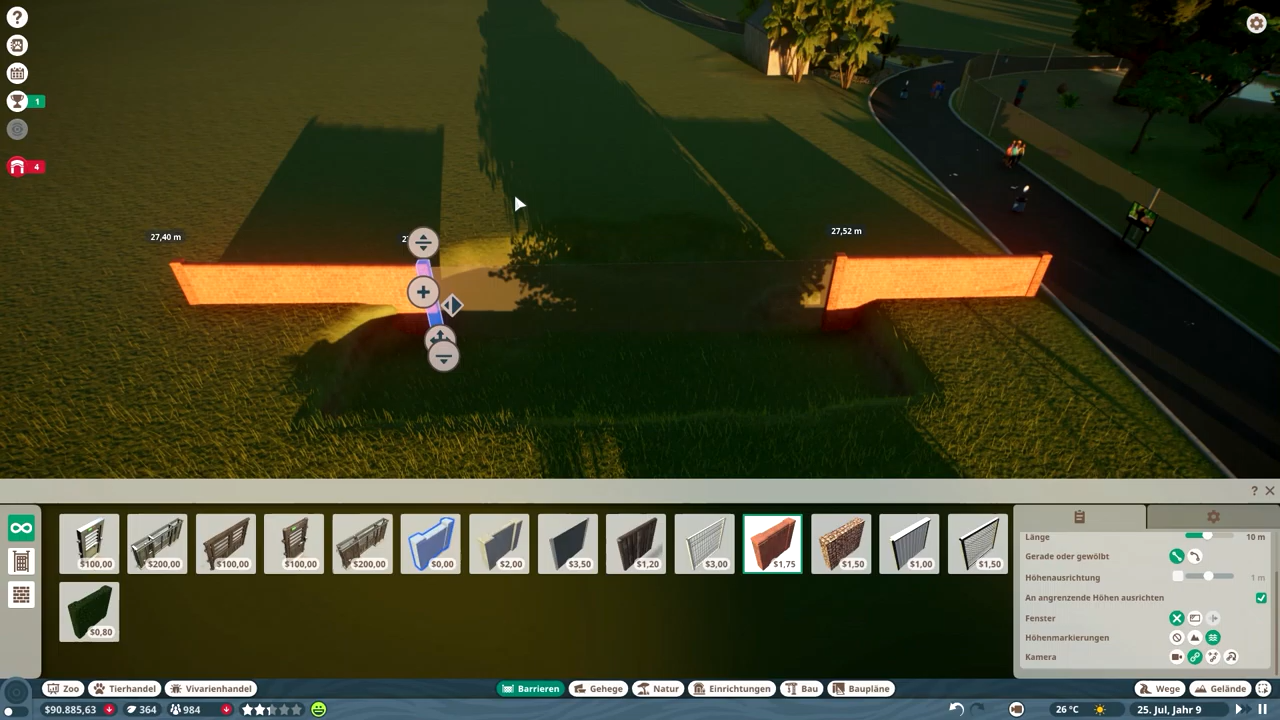 ?
1
4
27,40 m
27,52 m
?
$100,00
$200,00
$100,00
$100,00
$200,00
$0,00
$2,00
$3,50
$1,20
$3,00
$1,75
$1,50
$1,00
$1,50
$0,80
Länge
10 m
Gerade oder gewölbt
Höhenausrichtung
1 m
An angrenzende Höhen ausrichten
Fenster
Höhenmarkierungen
Kamera
Zoo
Tierhandel
Vivarienhandel
Barrieren
Gehege
Natur
Einrichtungen
Bau
Baupläne
Wege
Gelände
$90.885,63
364
984
26 °C
25. Jul, Jahr 9